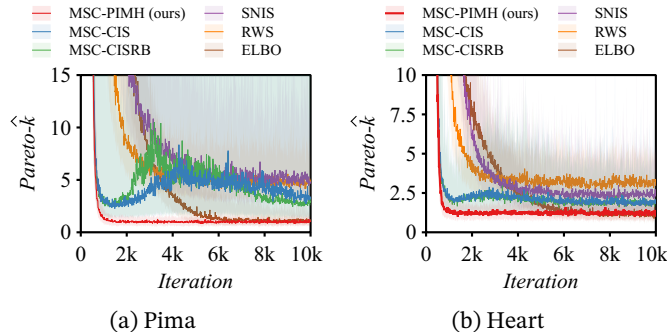 MSC-PIMH (ours) SNIS
MSC-CIS RWS
MSC-CISRB ELBO
15
10
5
0
Pareto-k̂
0 2k 4k 6k 8k 10k
Iteration
(a) Pima
MSC-PIMH (ours) SNIS
MSC-CIS RWS
MSC-CISRB ELBO
10
7.5
5
2.5
0
Pareto-k̂
0 2k 4k 6k 8k 10k
Iteration
(b) Heart